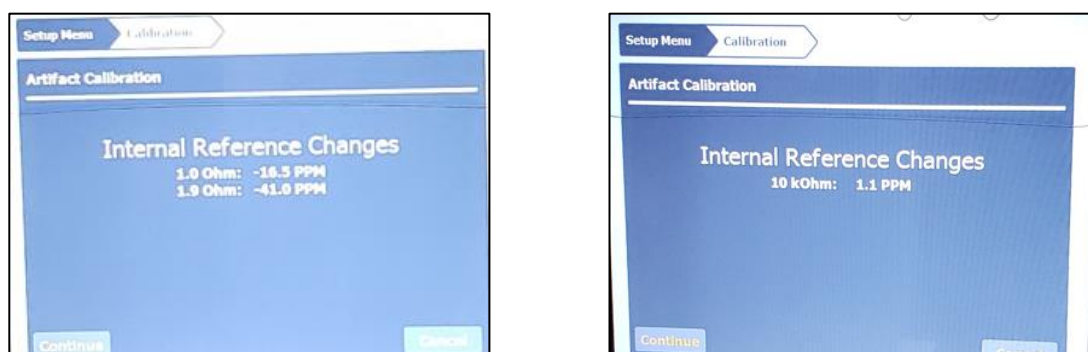 Setup Menu Calibration
Artifact Calibration
Internal Reference Changes
1.0 Ohm: -16.5 PPM
1.9 Ohm: -41.0 PPM
Continue Cancel
Setup Menu Calibration
Artifact Calibration
Internal Reference Changes
10 kOhm: 1.1 PPM
Continue